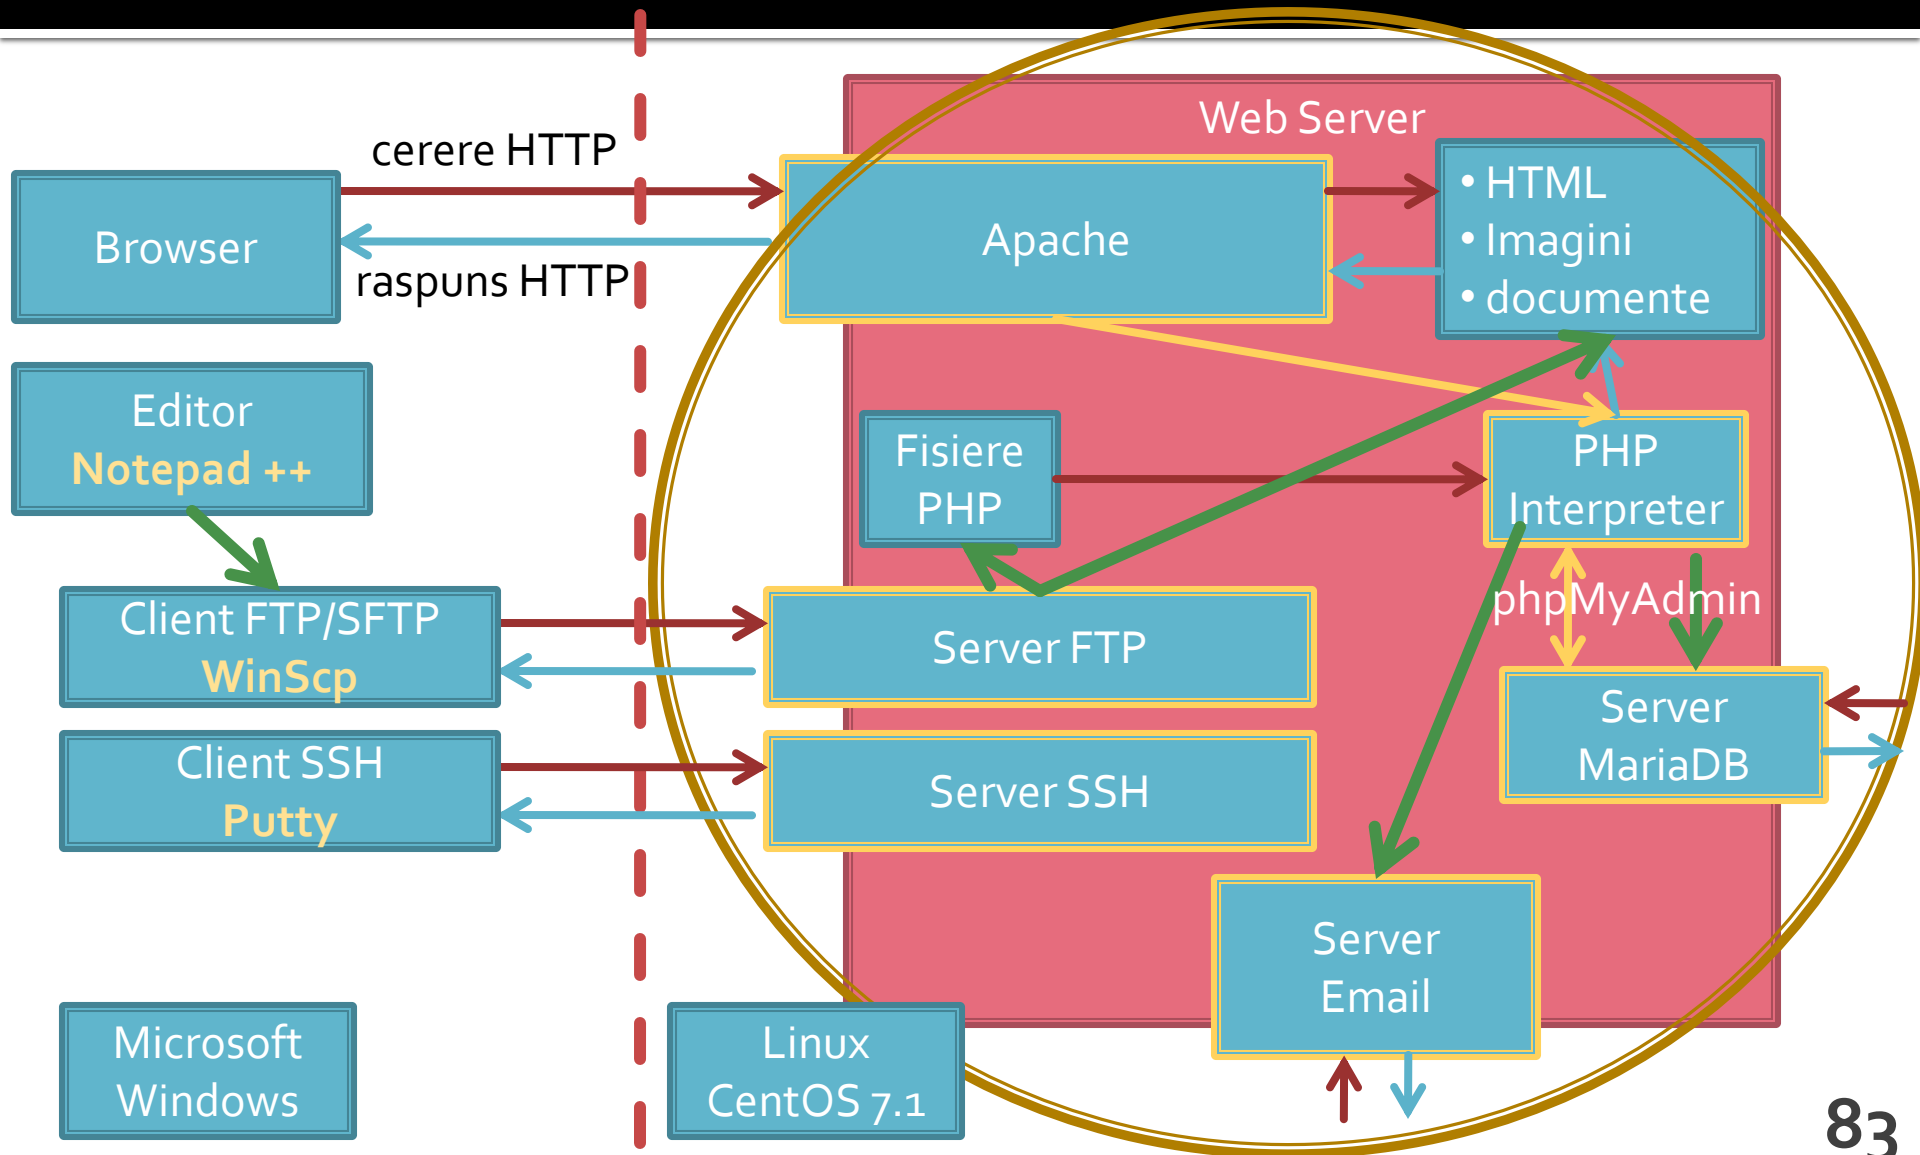 Web Server
cerere HTTP
Browser
raspuns HTTP
Apache
• HTML
• Imagini
• documente
Editor
Notepad ++
Fisiere
PHP
PHP
Interpreter
phpMyAdmin
Client FTP/SFTP
WinScp
Server FTP
Server
MariaDB
Client SSH
Putty
Server SSH
Server
Email
Microsoft
Windows
Linux
CentOS 7.1
83